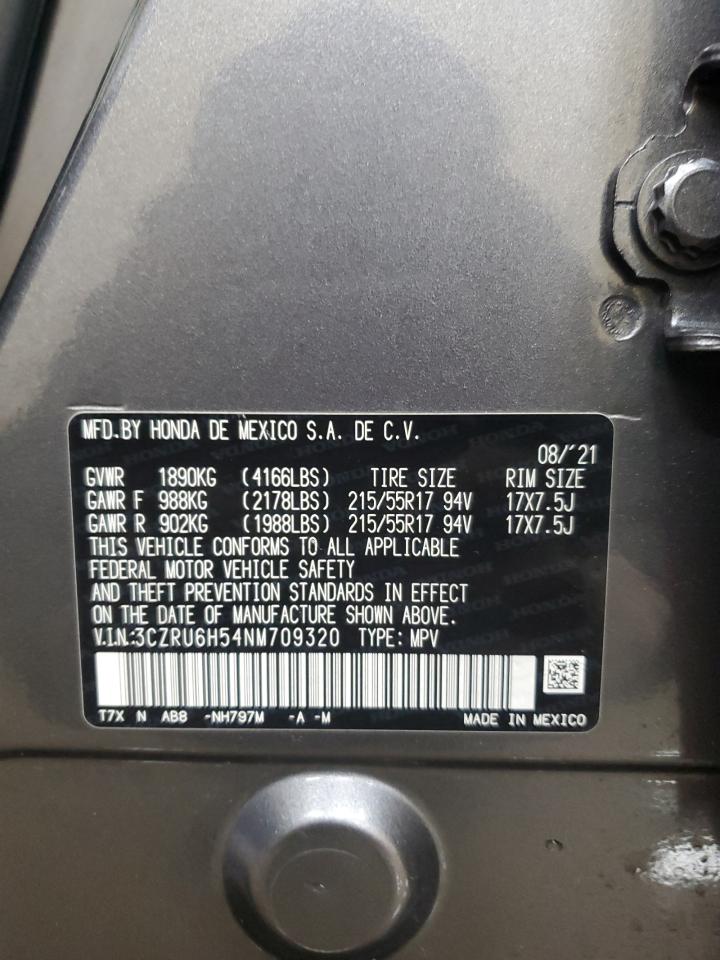 MFD.BY HONDA DE MEXICO S.A. DE C.V.
08/'21
GVWR 1890KG (4166LBS) TIRE SIZE RIM SIZE
GAWR F 988KG (2178LBS) 215/55R17 94V 17X7.5J
GAWR R 902KG (1988LBS) 215/55R17 94V 17X7.5J
THIS VEHICLE CONFORMS TO ALL APPLICABLE
FEDERAL MOTOR VEHICLE SAFETY
AND THEFT PREVENTION STANDARDS IN EFFECT
ON THE DATE OF MANUFACTURE SHOWN ABOVE.
V.I.N:3CZRU6H54NM709320 TYPE: MPV
T7X N AB8 -NH797M -A -M MADE IN MEXICO